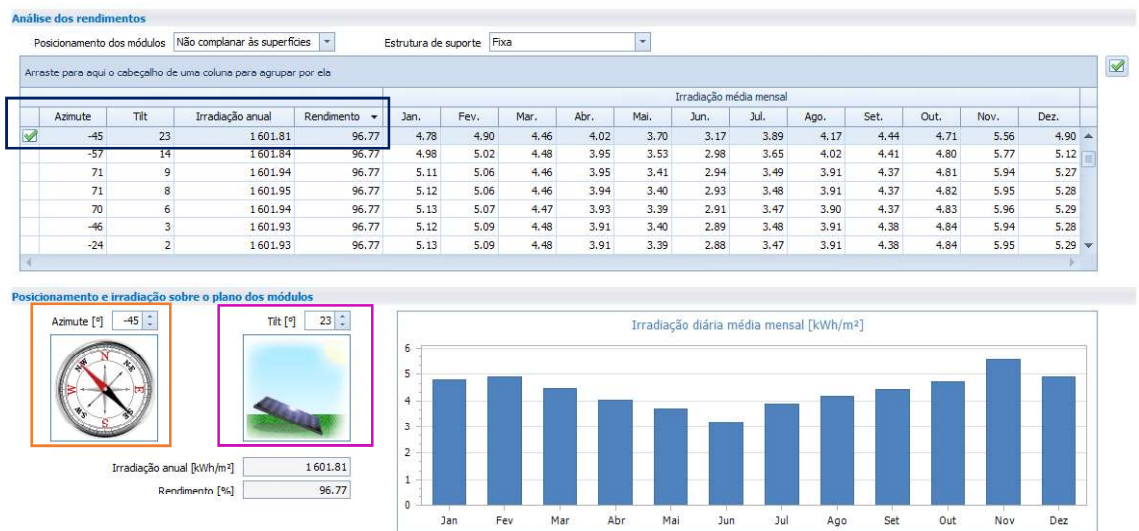 Análise dos rendimentos
Posicionamento dos módulos Não complanar às superfícies Estrutura de suporte Fixa
Arraste para aqui o cabeçalho de uma coluna para agrupar por ela
Irradiação média mensal
Azimute Tilt Irradiação anual Rendimento Jan. Fev. Mar. Abr. Mai. Jun. Jul. Ago. Set. Out. Nov. Dez.
-45 23 1 601.81 96.77 4.78 4.90 4.46 4.02 3.70 3.17 3.89 4.17 4.44 4.71 5.56 4.90
-57 14 1 601.84 96.77 4.98 5.02 4.48 3.95 3.53 2.98 3.65 4.02 4.41 4.80 5.77 5.12
71 9 1 601.94 96.77 5.11 5.06 4.46 3.95 3.41 2.94 3.49 3.91 4.37 4.81 5.94 5.27
71 8 1 601.95 96.77 5.12 5.06 4.46 3.94 3.40 2.93 3.48 3.91 4.37 4.82 5.95 5.28
70 6 1 601.94 96.77 5.13 5.07 4.47 3.93 3.39 2.91 3.47 3.90 4.37 4.83 5.96 5.29
-46 3 1 601.93 96.77 5.12 5.09 4.48 3.91 3.40 2.89 3.48 3.91 4.38 4.84 5.94 5.28
-24 2 1 601.93 96.77 5.13 5.09 4.48 3.91 3.39 2.88 3.47 3.91 4.38 4.84 5.95 5.29
Posicionamento e irradiação sobre o plano dos módulos
Azimute [º] -45 Tilt [º] 23
N
NW N-E
W E
SW SE
S
Irradiação anual [kWh/m²] 1 601.81
Rendimento [%] 96.77
Irradiação diária média mensal [kWh/m²]
6
5
4
3
2
1
0
Jan Fev Mar Abr Mai Jun Jul Ago Set Out Nov Dez